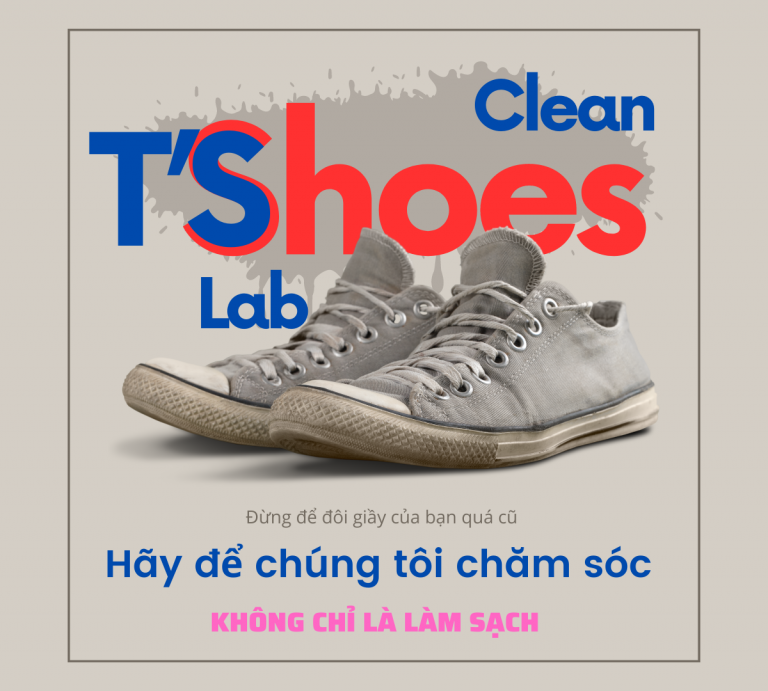 Clean
T'Shoes
Lab
Đừng để đôi giầy của bạn quá cũ
Hãy để chúng tôi chăm sóc
KHÔNG CHỈ LÀ LÀM SẠCH